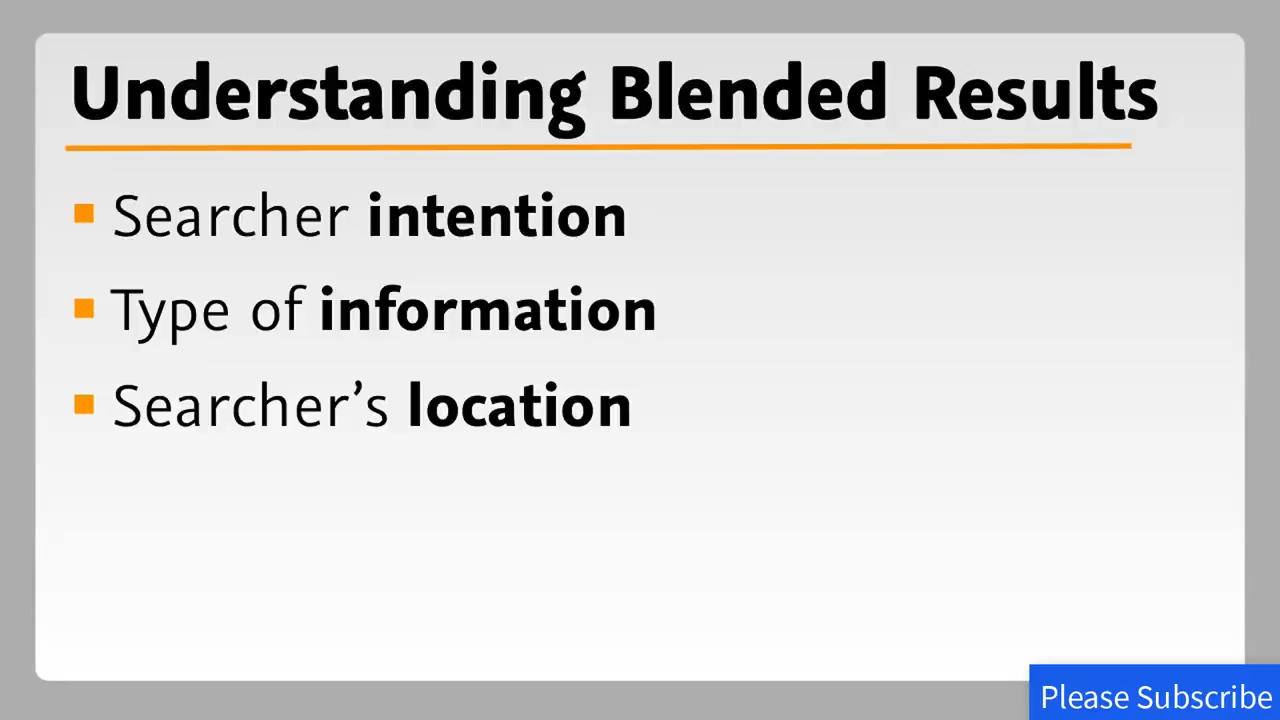 Understanding Blended Results
Searcher intention
Type of information
Searcher’s location
Please Subscribe